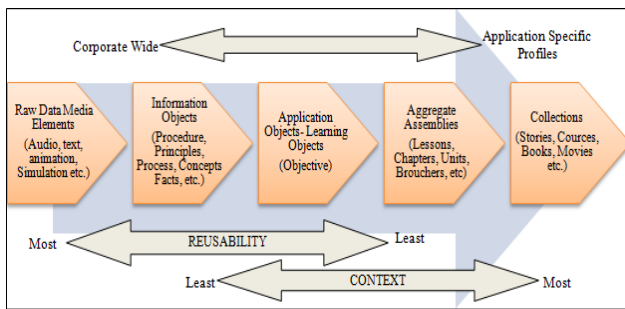 Corporate Wide
Application Specific
Profiles
Raw Data Media
Elements
(Audio, text,
animation,
Simulation etc.)
Information
Objects
(Procedure,
Principles,
Process, Concepts
Facts, etc.)
Application
Objects- Learning
Objects
(Objective)
Aggregate
Assemblies
(Lessons,
Chapters, Units,
Brouchers, etc)
Collections
(Stories, Cources,
Books, Movies
etc.)
Most
REUSABILITY
Least
Least
CONTEXT
Most